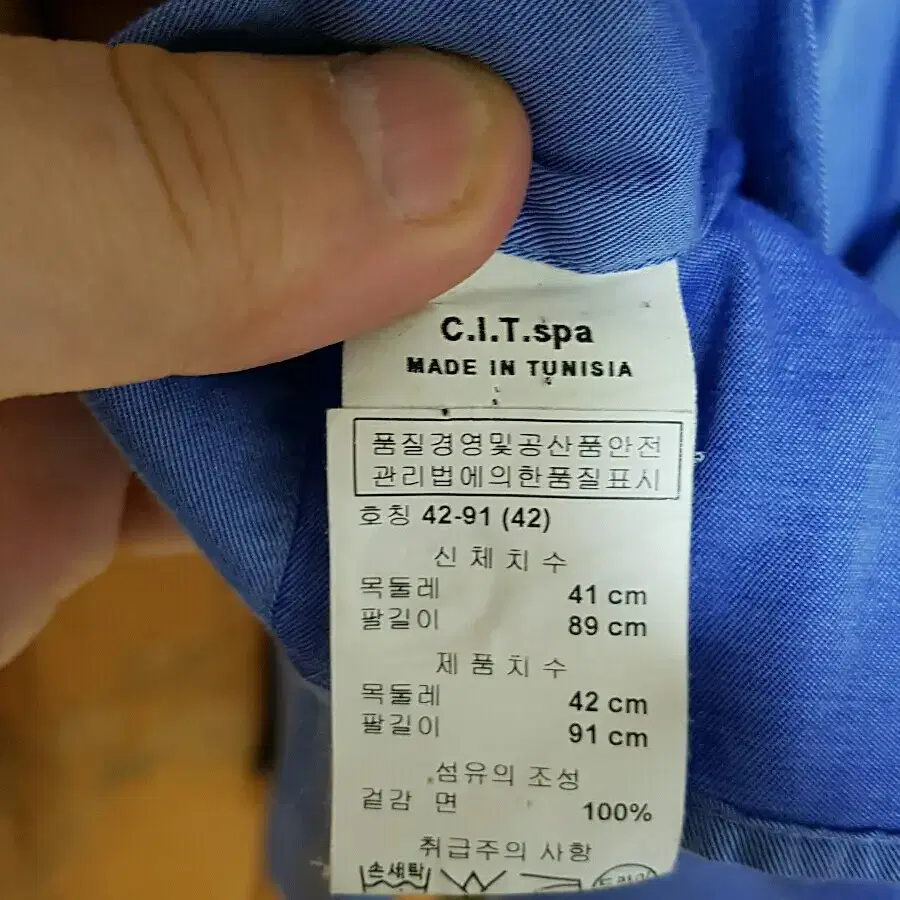 C.I.T.spa
MADE IN TUNISIA
품질경영및공산품안전
관리법에의한품질표시
호칭 42-91 (42)
신체치수
목둘레 41 cm
팔길이 89 cm
제품치수
목둘레 42 cm
팔길이 91 cm
섬유의 조성
겉감 면 100%
취급주의 사항
손세탁